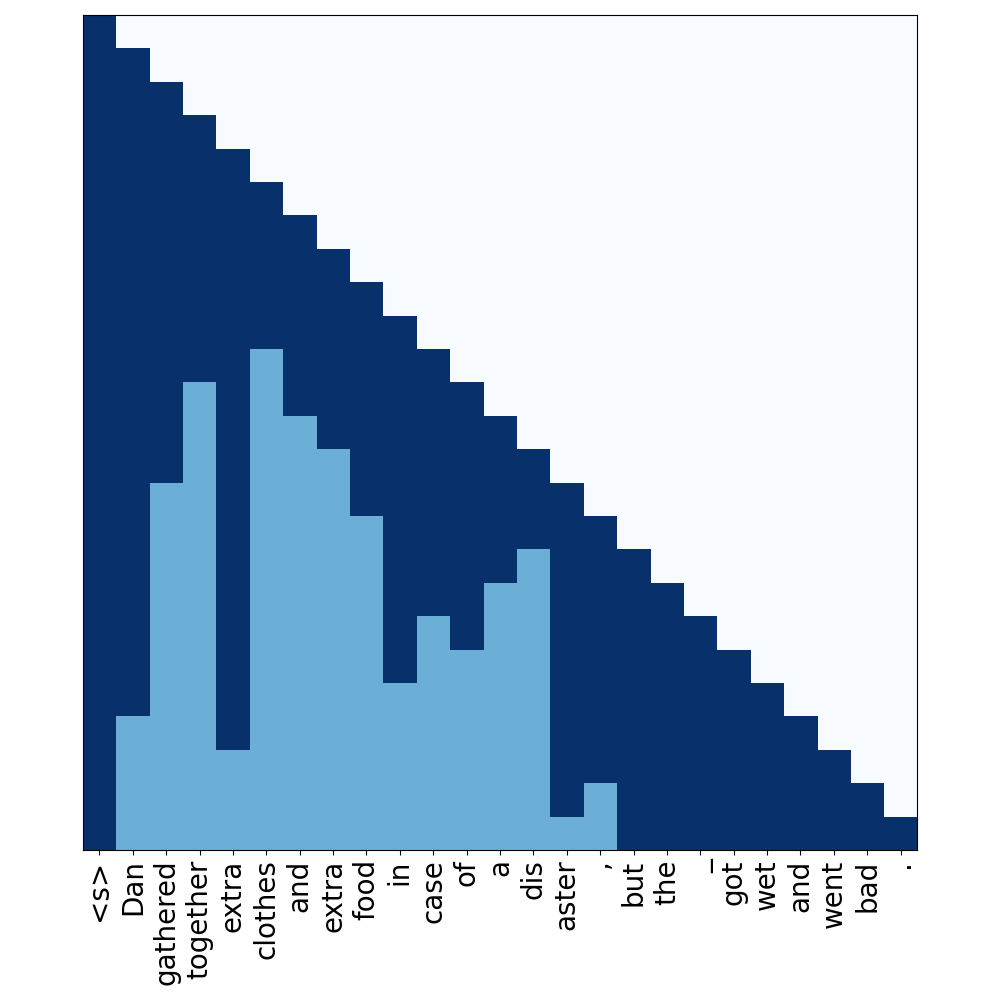 <s>
Dan
gathered
together
extra
clothes
and
extra
food
in
case
of
a
dis
aster
,
but
the
_
got
wet
and
went
bad
.